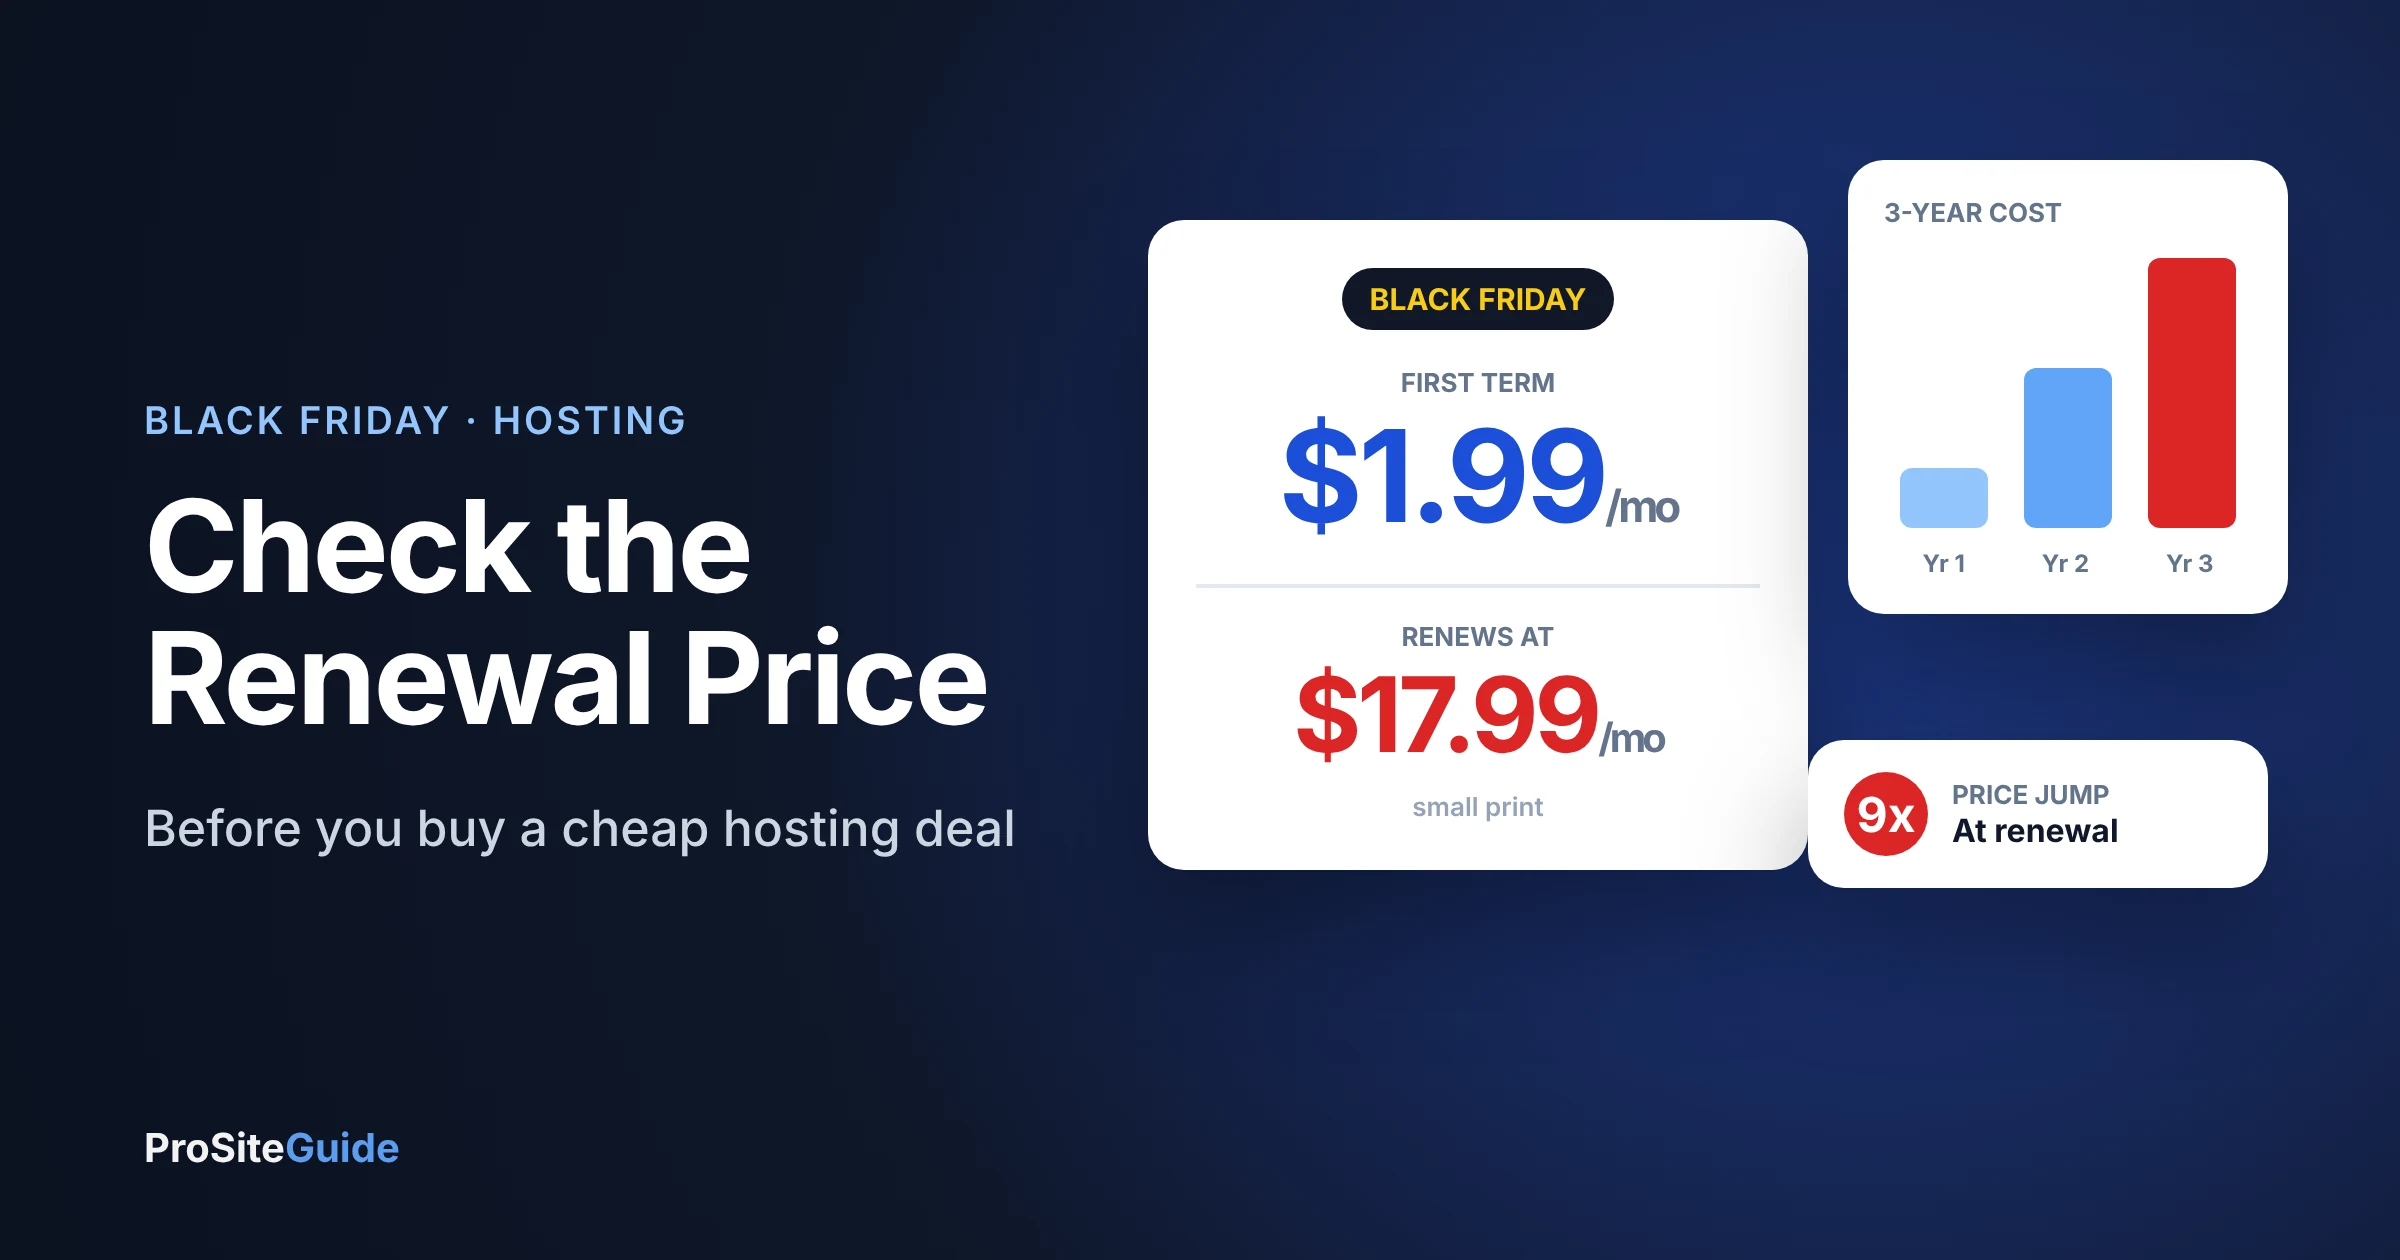 BLACK FRIDAY · HOSTING
Check the
Renewal Price
Before you buy a cheap hosting deal
ProSiteGuide
BLACK FRIDAY
FIRST TERM
$1.99/mo
RENEWS AT
$17.99/mo
small print
3-YEAR COST
Yr 1 Yr 2 Yr 3
9x
PRICE JUMP
At renewal